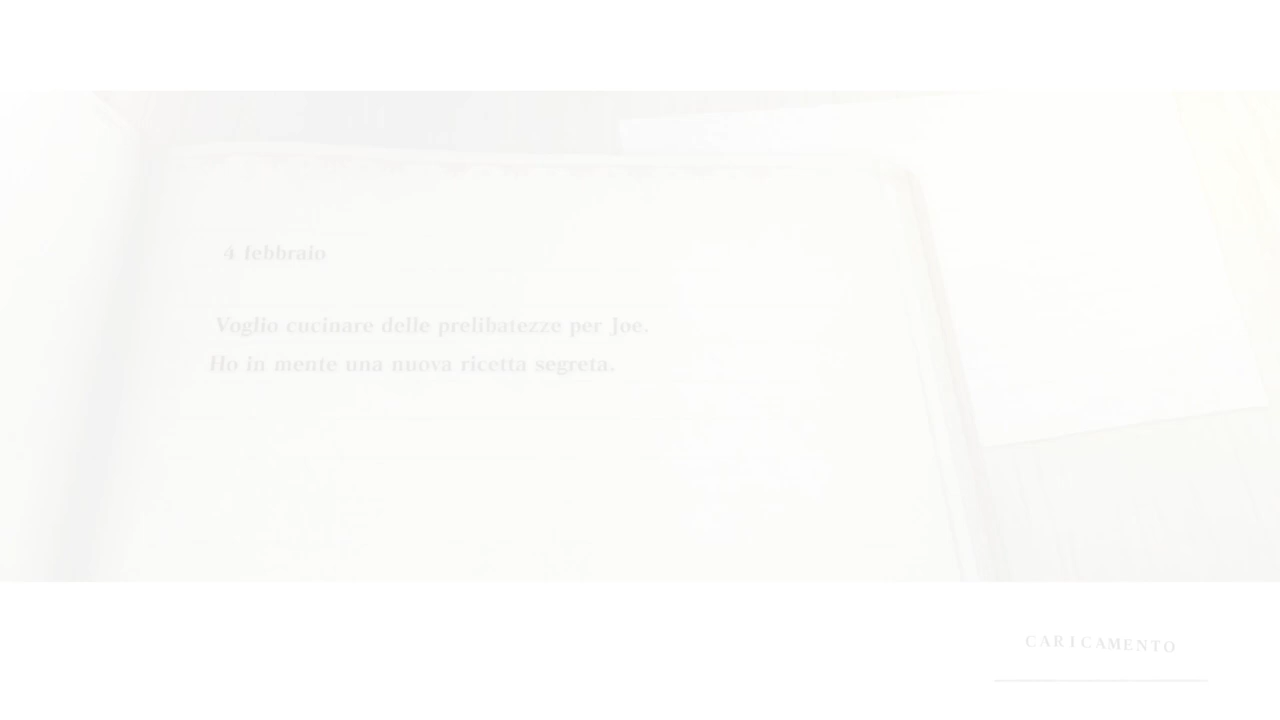 4 febbraio
Voglio cucinare delle prelibatezze per Joe.
Ho in mente una nuova ricetta segreta.
CARICAMENTO